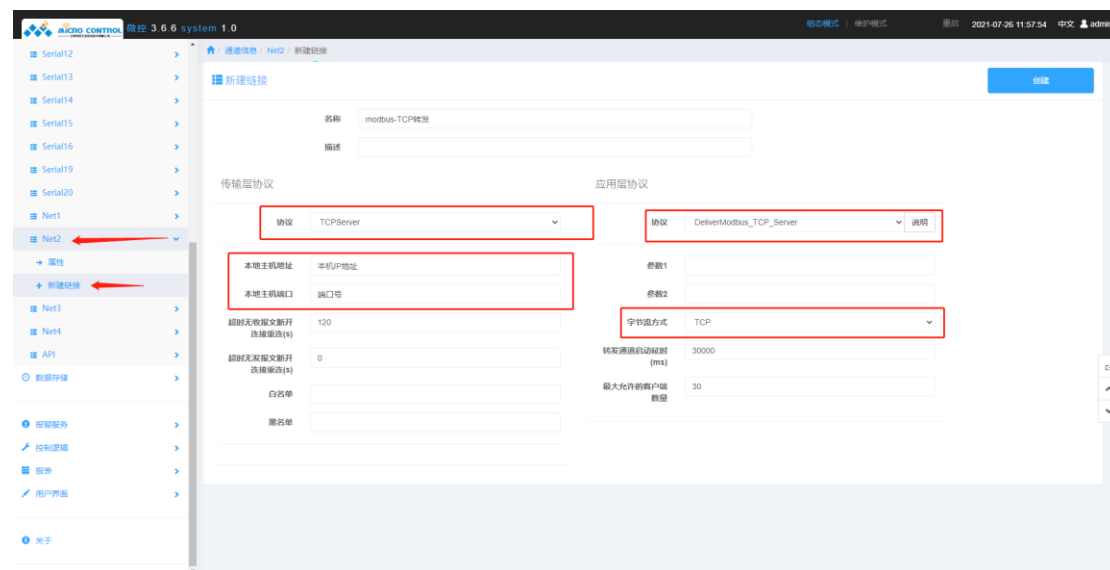 MICRO CONTROL 微控 3.6.6 system 1.0
组态模式 | 维护模式
重启 2021-07-26 11:57:54 中文 admin
Serial12
Serial13
Serial14
Serial15
Serial16
Serial19
Serial20
Net1
Net2
属性
新建链接
Net3
Net4
API
数据存储
报警服务
控制逻辑
报表
用户界面
关于
/ 通道信息 / Net2 / 新建链接
新建链接
创建
名称 modbus-TCP转发
描述
传输层协议
协议 TCPServer
本地主机地址 本机IP地址
本地主机端口 端口号
超时无收报文断开
连接重连(s)
120
超时无发报文断开
连接重连(s)
0
白名单
黑名单
应用层协议
协议 DeliverModbus_TCP_Server 说明
参数1
参数2
字节流方式 TCP
转发通道启动延时
(ms)
30000
最大允许的客户端
数量
30